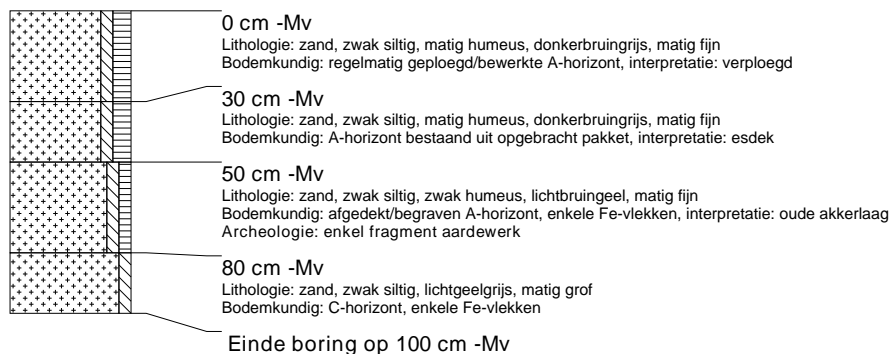 0 cm -Mv
Lithologie: zand, zwak siltig, matig humeus, donkerbruingrijs, matig fijn
Bodemkundig: regelmatig geploegd/bewerkte A-horizont, interpretatie: verploegd
30 cm -Mv
Lithologie: zand, zwak siltig, matig humeus, donkerbruingrijs, matig fijn
Bodemkundig: A-horizont bestaand uit opgebracht pakket, interpretatie: esdek
50 cm -Mv
Lithologie: zand, zwak siltig, zwak humeus, lichtbruingeel, matig fijn
Bodemkundig: afgedekt/begraven A-horizont, enkele Fe-vlekken, interpretatie: oude akkerlaag
Archeologie: enkel fragment aardewerk
80 cm -Mv
Lithologie: zand, zwak siltig, lichtgeelgrijs, matig grof
Bodemkundig: C-horizont, enkele Fe-vlekken
Einde boring op 100 cm -Mv